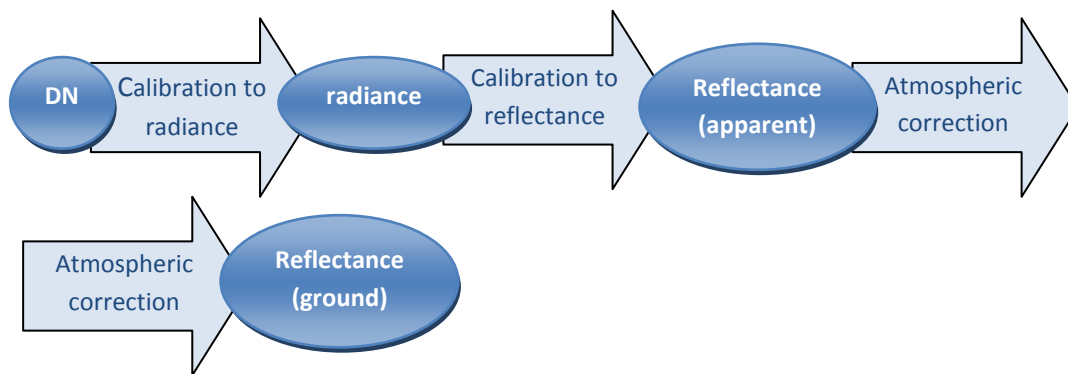 DN
Calibration to
radiance
radiance
Calibration to
reflectance
Reflectance
(apparent)
Atmospheric
correction
Atmospheric
correction
Reflectance
(ground)